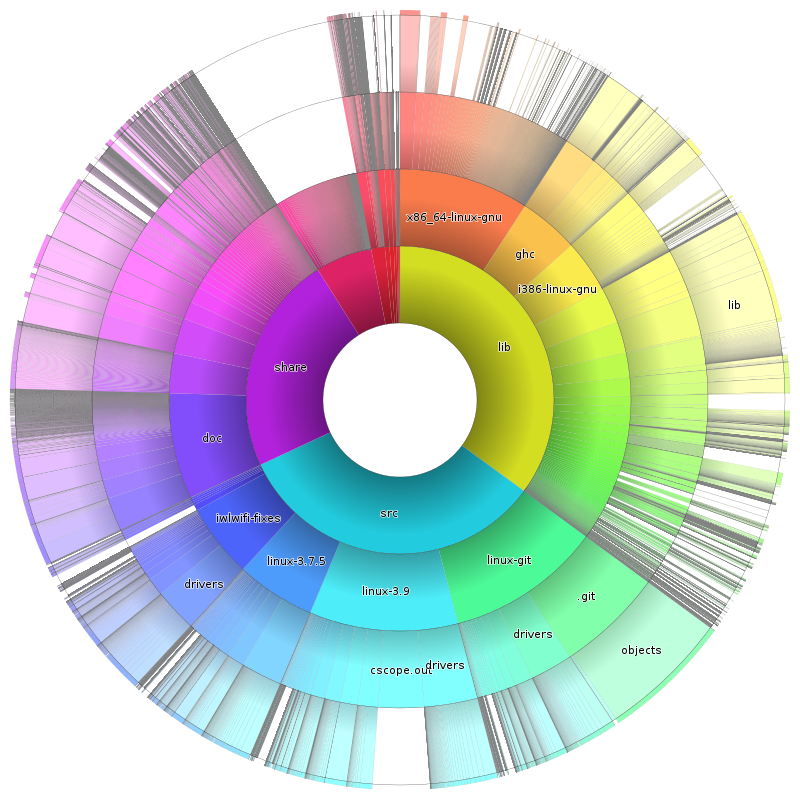 x86_64-linux-gnu
ghc
i386-linux-gnu
lib
lib
share
doc
src
iwlwifi-fixes
linux-3.7.5
linux-git
drivers
linux-3.9
.git
drivers
objects
cscope.out
drivers